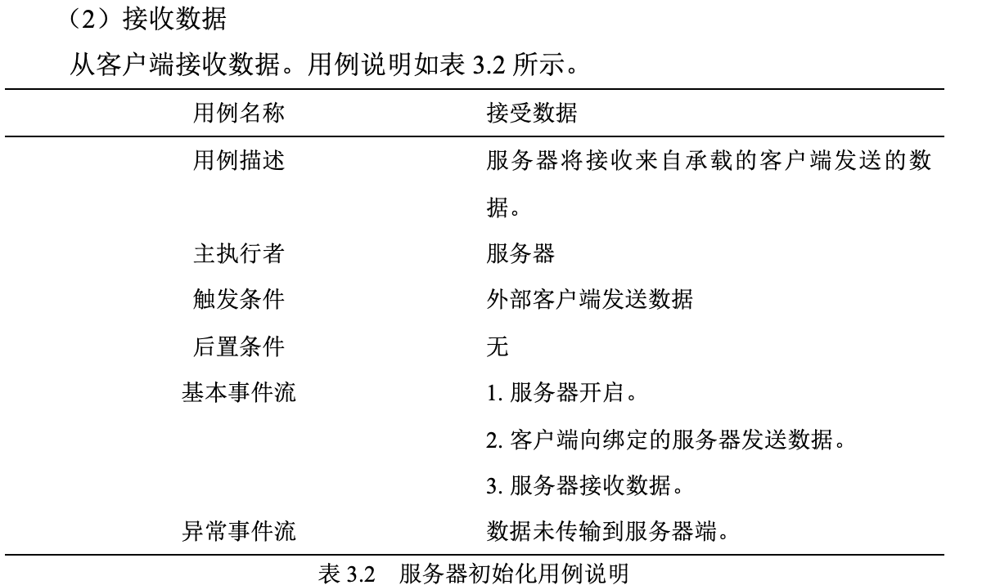 （2）接收数据
从客户端接收数据。用例说明如表 3.2 所示。
用例名称 接受数据
用例描述 服务器将接收来自承载的客户端发送的数
据。
主执行者 服务器
触发条件 外部客户端发送数据
后置条件 无
基本事件流 1. 服务器开启。
2. 客户端向绑定的服务器发送数据。
3. 服务器接收数据。
异常事件流 数据未传输到服务器端。
表 3.2 服务器初始化用例说明